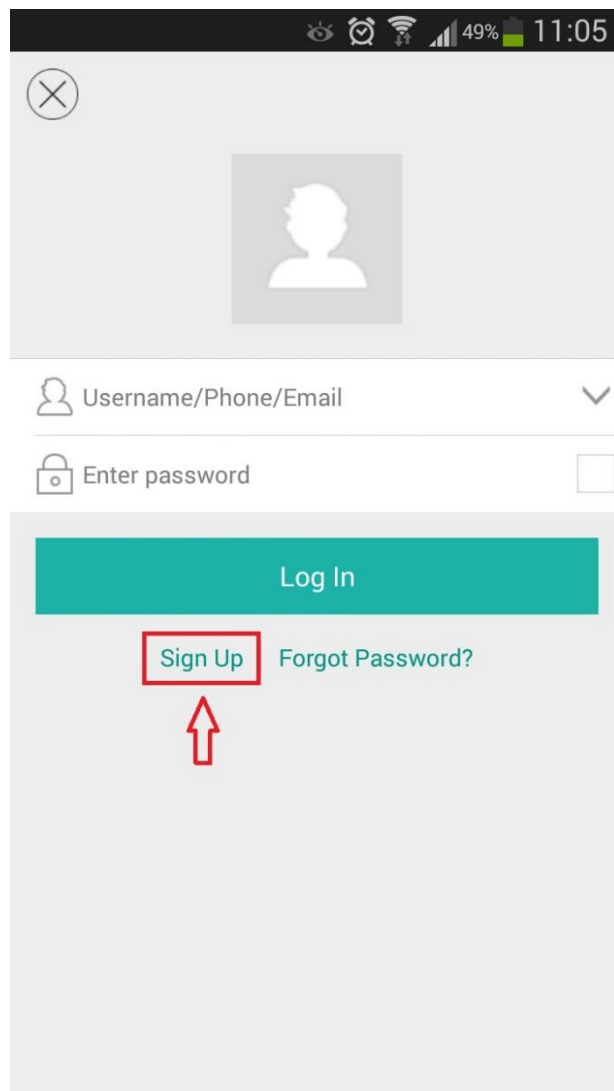 49% 11:05
Username/Phone/Email
Enter password
Log In
Sign Up Forgot Password?